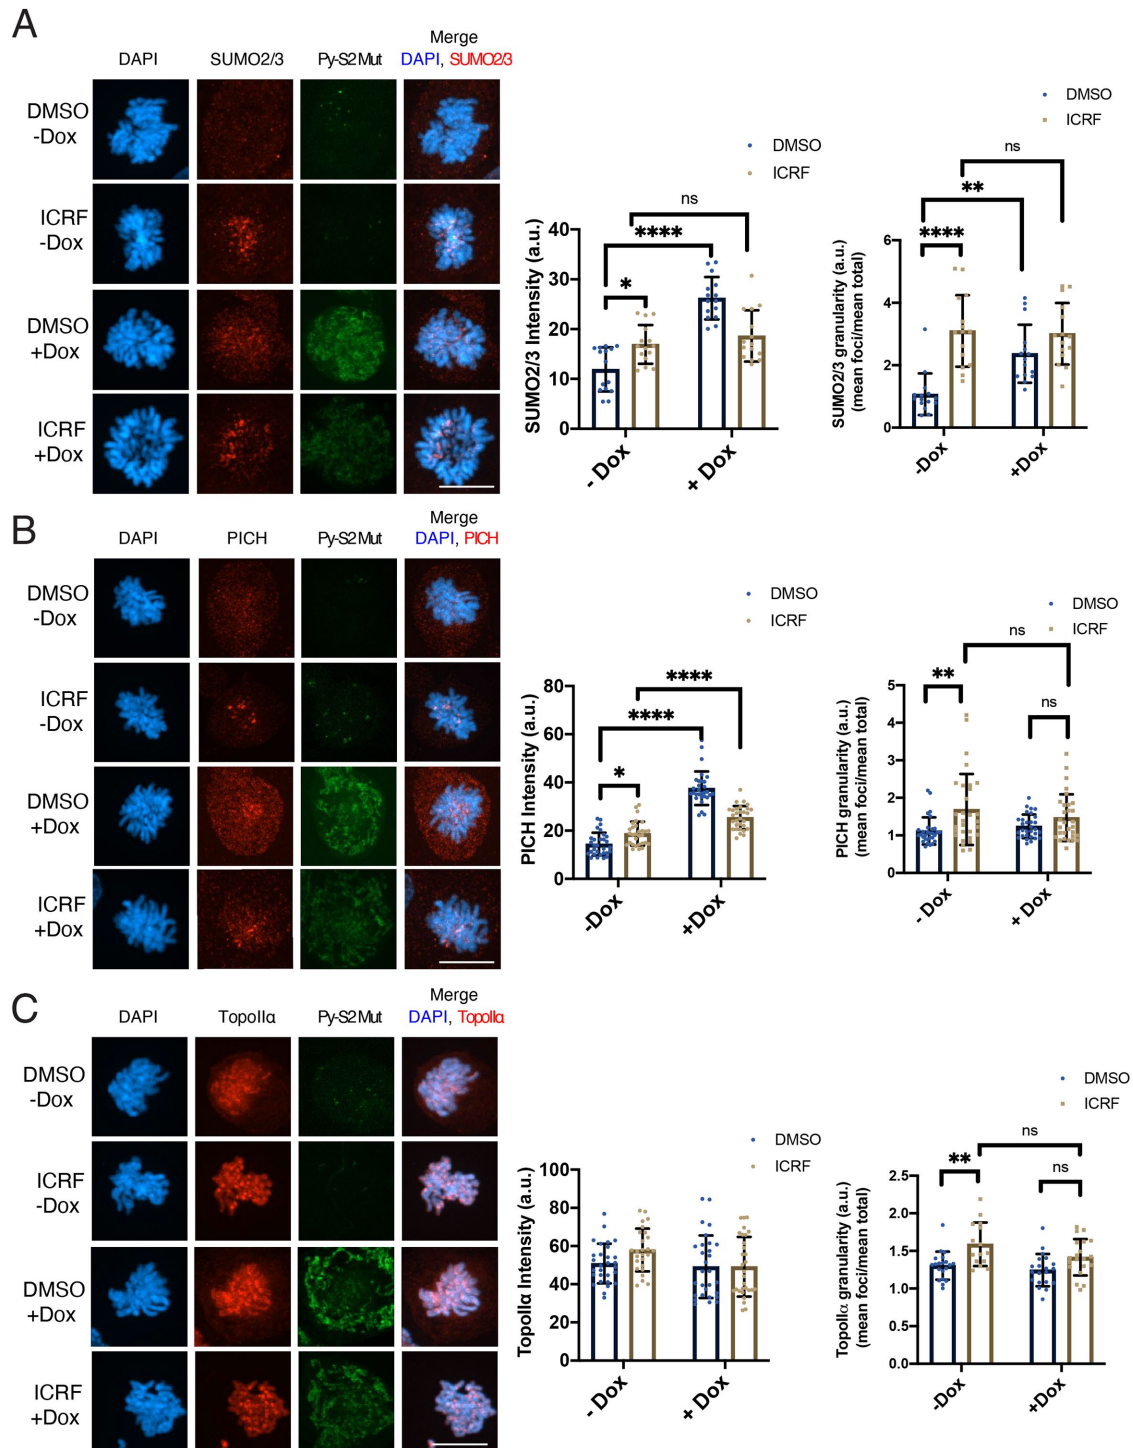 A
DAPI SUMO2/3 Py-S2Mut Merge
DAPI, SUMO2/3
DMSO
-Dox
ICRF
-Dox
DMSO
+Dox
ICRF
+Dox
DMSO
ICRF
ns
****
*
SUMO2/3 Intensity (a.u.)
40
30
20
10
0
- Dox
+ Dox
DMSO
ICRF
ns
**
****
SUMO2/3 granularity (a.u.)
(mean foci/mean total)
6
4
2
0
-Dox
+Dox
B
DAPI PICH Py-S2Mut Merge
DAPI, PICH
DMSO
-Dox
ICRF
-Dox
DMSO
+Dox
ICRF
+Dox
DMSO
ICRF
****
****
*
PICH Intensity (a.u.)
80
60
40
20
0
-Dox
+Dox
DMSO
ICRF
ns
**
ns
PICH granularity (a.u.)
(mean foci/mean total)
5
4
3
2
1
0
- Dox
+ Dox
C
DAPI TopoIIα Py-S2Mut Merge
DAPI, TopoIIα
DMSO
-Dox
ICRF
-Dox
DMSO
+Dox
ICRF
+Dox
DMSO
ICRF
TopoIIα Intensity (a.u.)
100
80
60
40
20
0
- Dox
+ Dox
DMSO
ICRF
ns
**
ns
TopoIIα granularity (a.u.)
(mean foci/mean total)
2.5
2.0
1.5
1.0
0.5
0.0
-Dox
+Dox